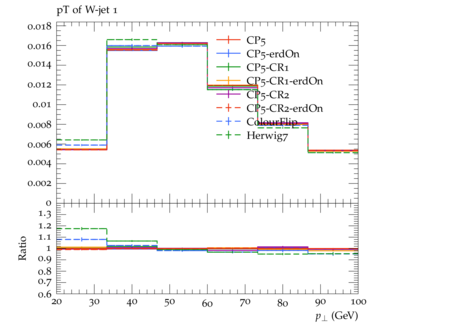 pT of W-jet 1
0.018
0.016
0.014
0.012
0.01
0.008
0.006
0.004
0.002
0
CP5
CP5-erdOn
CP5-CR1
CP5-CR1-erdOn
CP5-CR2
CP5-CR2-erdOn
ColourFlip
Herwig7
Ratio
1.3
1.2
1.1
1
0.9
0.8
0.7
0.6
20 30 40 50 60 70 80 90 100
p⊥ (GeV)